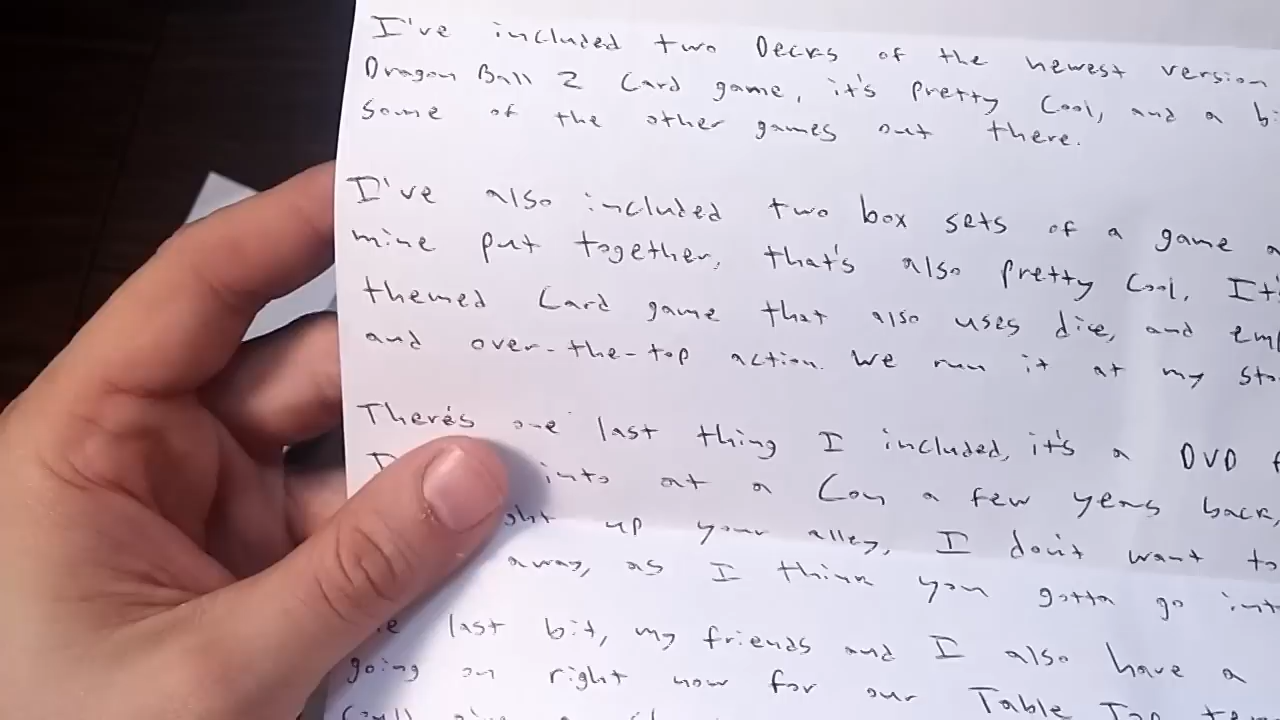 I've included two Decks of the newest version
Dragon Ball Z Card game, it's pretty Cool, and a
some of the other games out there.
I've also included two box sets of a game
mine put together, that's also pretty Cool. It's
themed Card game that also uses dice, and
and over-the-top action. We run it at my
There's one last thing I included, it's a DVD
I into at a Con a few years back,
up your alley, I don't want to
away, as I think you gotta go
last bit, my friends and I also have a
going on right now for our Table Top